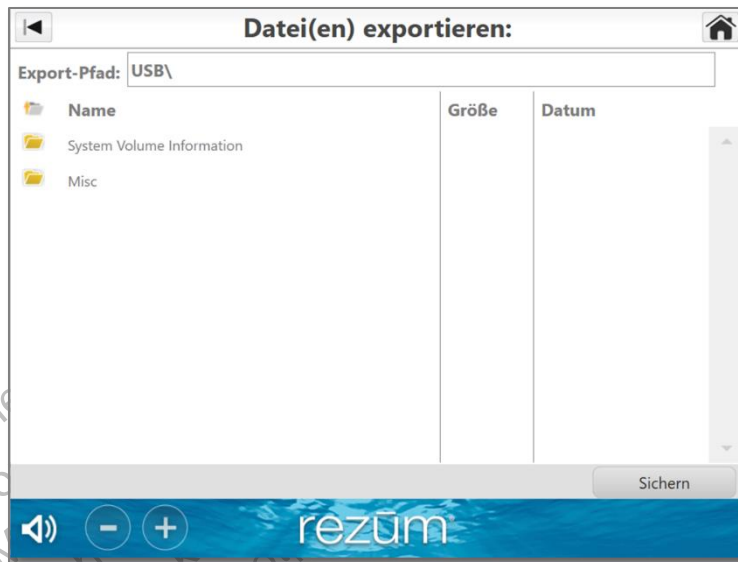 Datei(en) exportieren:
Export-Pfad: USB\
Name Größe Datum
System Volume Information
Misc
Sichern
rezūm